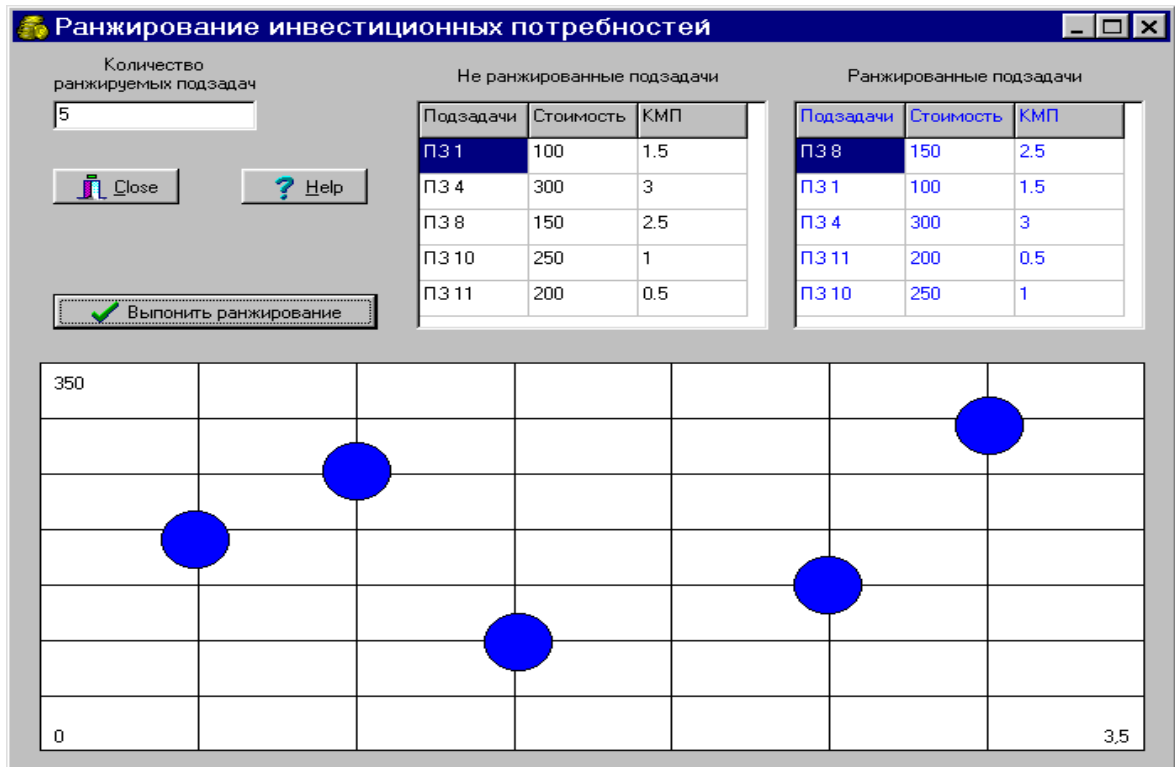 Ранжирование инвестиционных потребностей
Количество
ранжируемых подзадач
5
Close
Help
Выпонить ранжирование
Не ранжированные подзадачи
Подзадачи Стоимость КМП
ПЗ 1 100 1.5
ПЗ 4 300 3
ПЗ 8 150 2.5
ПЗ 10 250 1
ПЗ 11 200 0.5
Ранжированные подзадачи
Подзадачи Стоимость КМП
ПЗ 8 150 2.5
ПЗ 1 100 1.5
ПЗ 4 300 3
ПЗ 11 200 0.5
ПЗ 10 250 1
350
0
3,5